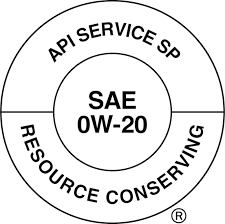 API SERVICE SP
SAE
0W-20
RESOURCE CONSERVING
®